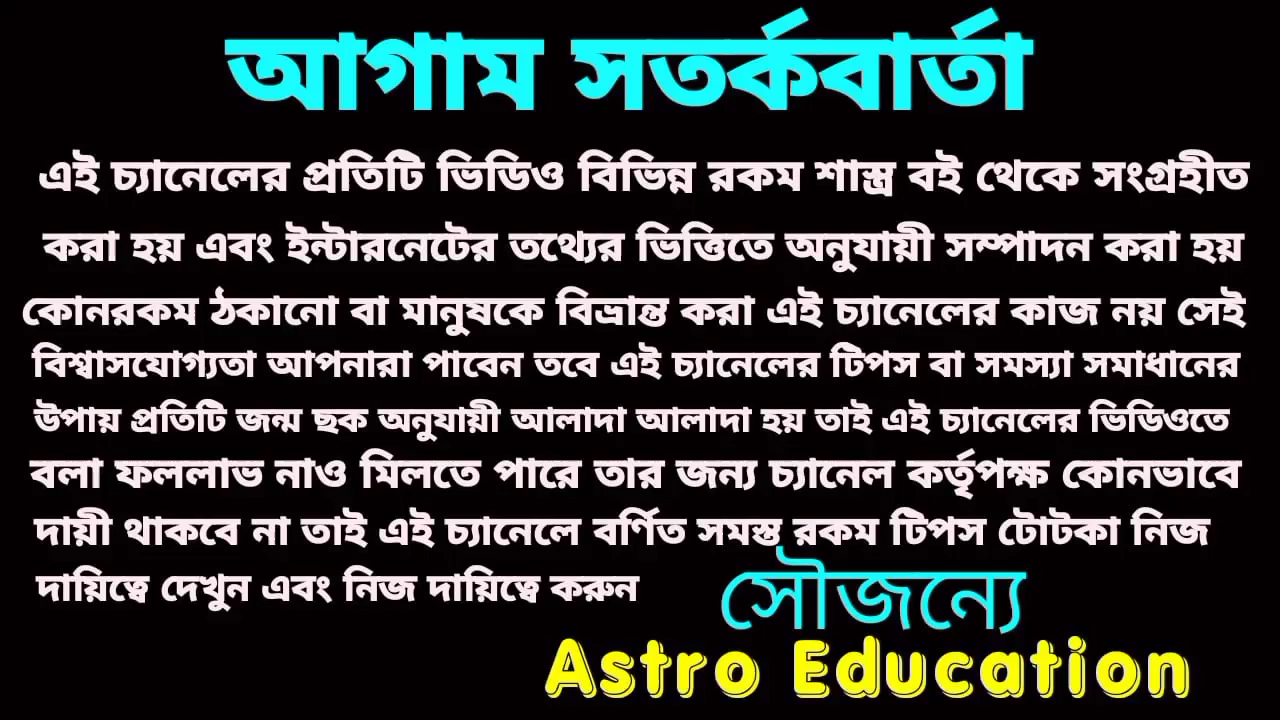 আগাম সতর্কবার্তা
এই চ্যানেলের প্রতিটি ভিডিও বিভিন্ন রকম শাস্ত্র বই থেকে সংগ্রহীত
করা হয় এবং ইন্টারনেটের তথ্যের ভিত্তিতে অনুযায়ী সম্পাদন করা হয়
কোনরকম ঠকানো বা মানুষকে বিভ্রান্ত করা এই চ্যানেলের কাজ নয় সেই
বিশ্বাসযোগ্যতা আপনারা পাবেন তবে এই চ্যানেলের টিপস বা সমস্যা সমাধানের
উপায় প্রতিটি জন্ম ছক অনুযায়ী আলাদা আলাদা হয় তাই এই চ্যানেলের ভিডিওতে
বলা ফললাভ নাও মিলতে পারে তার জন্য চ্যানেল কর্তৃপক্ষ কোনভাবে
দায়ী থাকবে না তাই এই চ্যানেলে বর্ণিত সমস্ত রকম টিপস টোটকা নিজ
দায়িত্বে দেখুন এবং নিজ দায়িত্বে করুন
সৌজন্যে
Astro Education